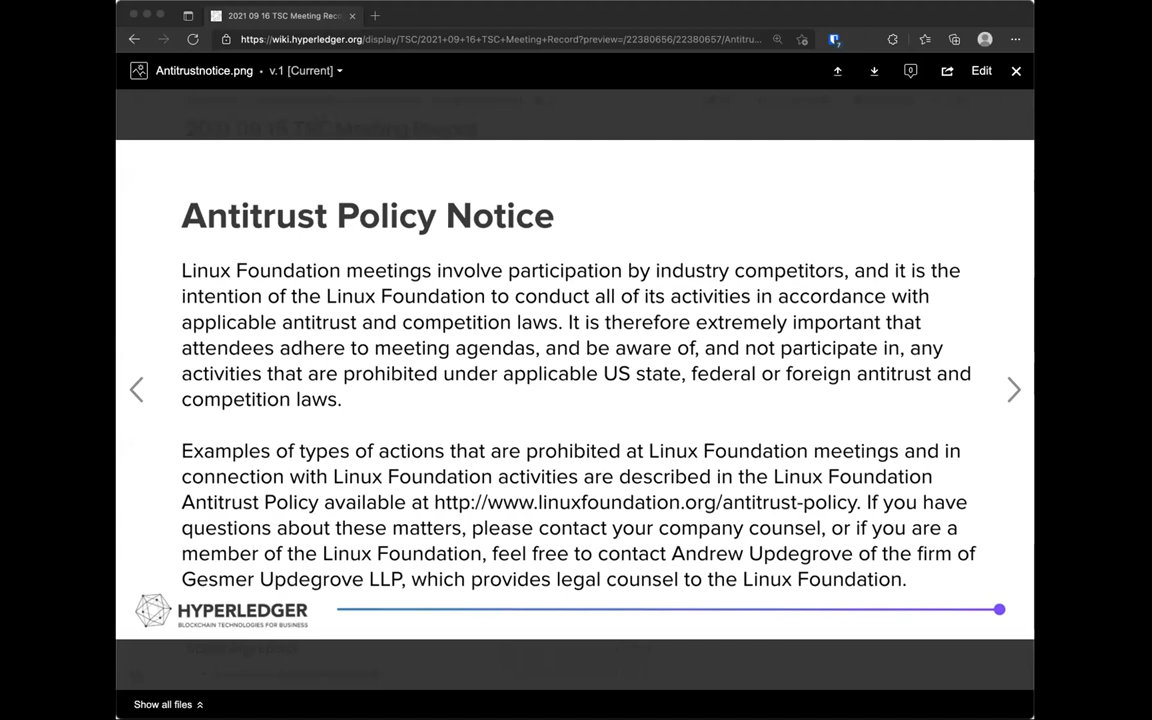 2021 09 16 TSC Meeting Reco
https://wiki.hyperledger.org/display/TSC/2021+09+16+TSC+Meeting+Record?preview=/22380656/22380657/Antitru...
Antitrustnotice.png • v.1 [Current]
0
Edit
2021 09 16 TSC Meeting Record
Antitrust Policy Notice
Linux Foundation meetings involve participation by industry competitors, and it is the
intention of the Linux Foundation to conduct all of its activities in accordance with
applicable antitrust and competition laws. It is therefore extremely important that
attendees adhere to meeting agendas, and be aware of, and not participate in, any
activities that are prohibited under applicable US state, federal or foreign antitrust and
competition laws.
Examples of types of actions that are prohibited at Linux Foundation meetings and in
connection with Linux Foundation activities are described in the Linux Foundation
Antitrust Policy available at http://www.linuxfoundation.org/antitrust-policy. If you have
questions about these matters, please contact your company counsel, or if you are a
member of the Linux Foundation, feel free to contact Andrew Updegrove of the firm of
Gesmer Updegrove LLP, which provides legal counsel to the Linux Foundation.
HYPERLEDGER
BLOCKCHAIN TECHNOLOGIES FOR BUSINESS
Show all files